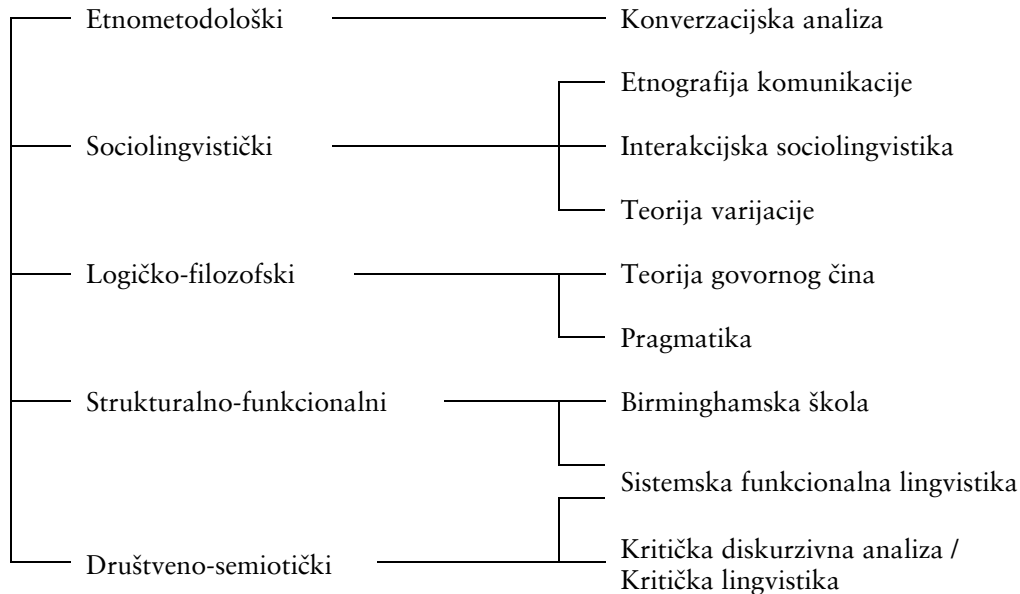 Etnometodološki
Konverzacijska analiza
Etnografija komunikacije
Sociolingvistički
Interakcijska sociolingvistika
Teorija varijacije
Logičko-filozofski
Teorija govornog čina
Pragmatika
Strukturalno-funkcionalni
Birminghamska škola
Sistemska funkcionalna lingvistika
Društveno-semiotički
Kritička diskurzivna analiza /
Kritička lingvistika